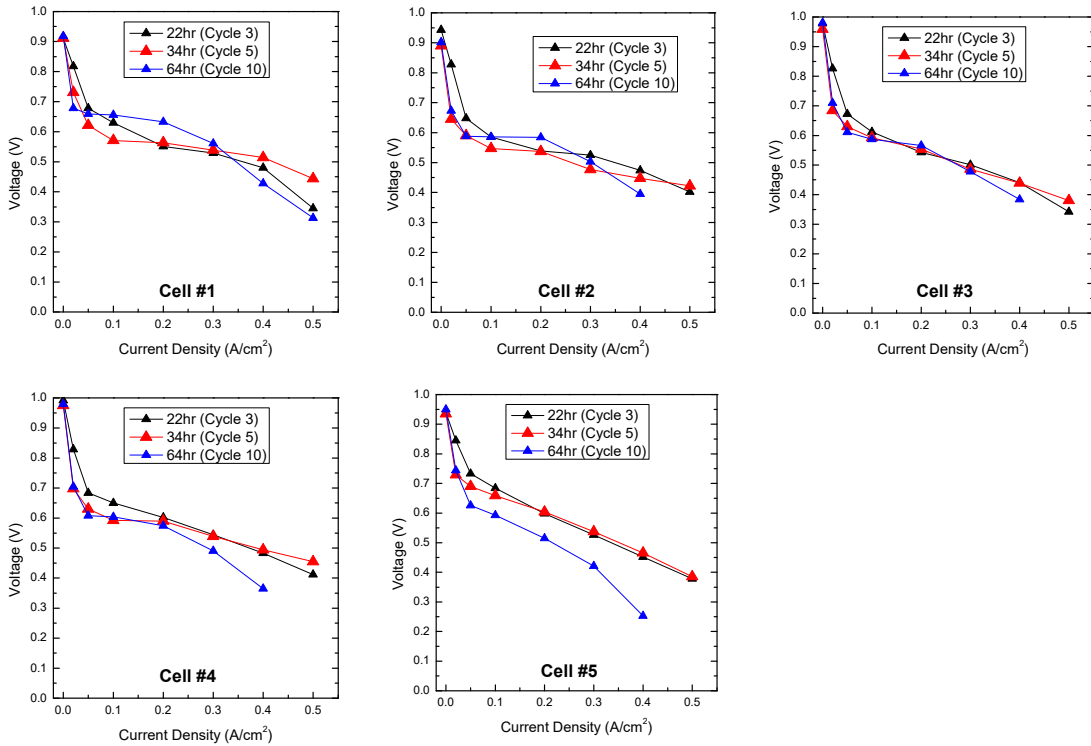 1.0
0.9
0.8
0.7
0.6
0.5
0.4
0.3
0.2
0.1
0.0
Voltage (V)
22hr (Cycle 3)
34hr (Cycle 5)
64hr (Cycle 10)
Cell #1
0.0 0.1 0.2 0.3 0.4 0.5
Current Density (A/cm²)
1.0
0.9
0.8
0.7
0.6
0.5
0.4
0.3
0.2
0.1
0.0
Voltage (V)
22hr (Cycle 3)
34hr (Cycle 5)
64hr (Cycle 10)
Cell #2
0.0 0.1 0.2 0.3 0.4 0.5
Current Density (A/cm²)
1.0
0.9
0.8
0.7
0.6
0.5
0.4
0.3
0.2
0.1
0.0
Voltage (V)
22hr (Cycle 3)
34hr (Cycle 5)
64hr (Cycle 10)
Cell #3
0.0 0.1 0.2 0.3 0.4 0.5
Current Density (A/cm²)
1.0
0.9
0.8
0.7
0.6
0.5
0.4
0.3
0.2
0.1
0.0
Voltage (V)
22hr (Cycle 3)
34hr (Cycle 5)
64hr (Cycle 10)
Cell #4
0.0 0.1 0.2 0.3 0.4 0.5
Current Density (A/cm²)
1.0
0.9
0.8
0.7
0.6
0.5
0.4
0.3
0.2
0.1
0.0
Voltage (V)
22hr (Cycle 3)
34hr (Cycle 5)
64hr (Cycle 10)
Cell #5
0.0 0.1 0.2 0.3 0.4 0.5
Current Density (A/cm²)